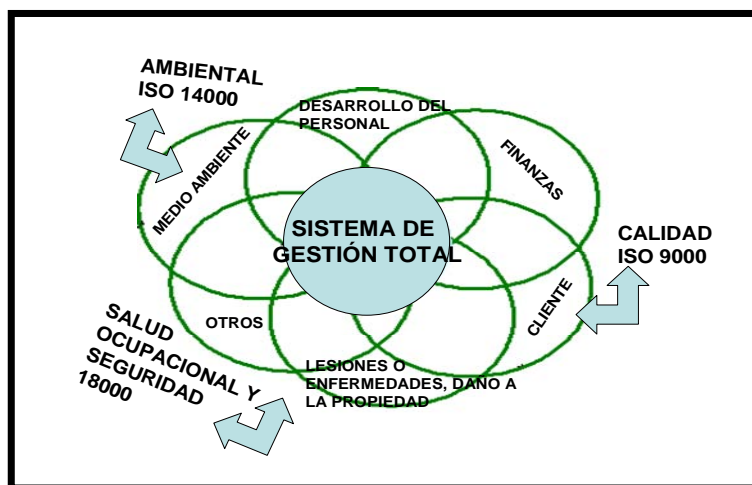 AMBIENTAL
ISO 14000
DESARROLLO DEL
PERSONAL
FINANZAS
MEDIO AMBIENTE
SISTEMA DE
GESTIÓN TOTAL
CALIDAD
ISO 9000
CLIENTE
OTROS
SALUD
OCUPACIONAL Y
SEGURIDAD
18000
LESIONES O
ENFERMEDADES, DAÑO A
LA PROPIEDAD